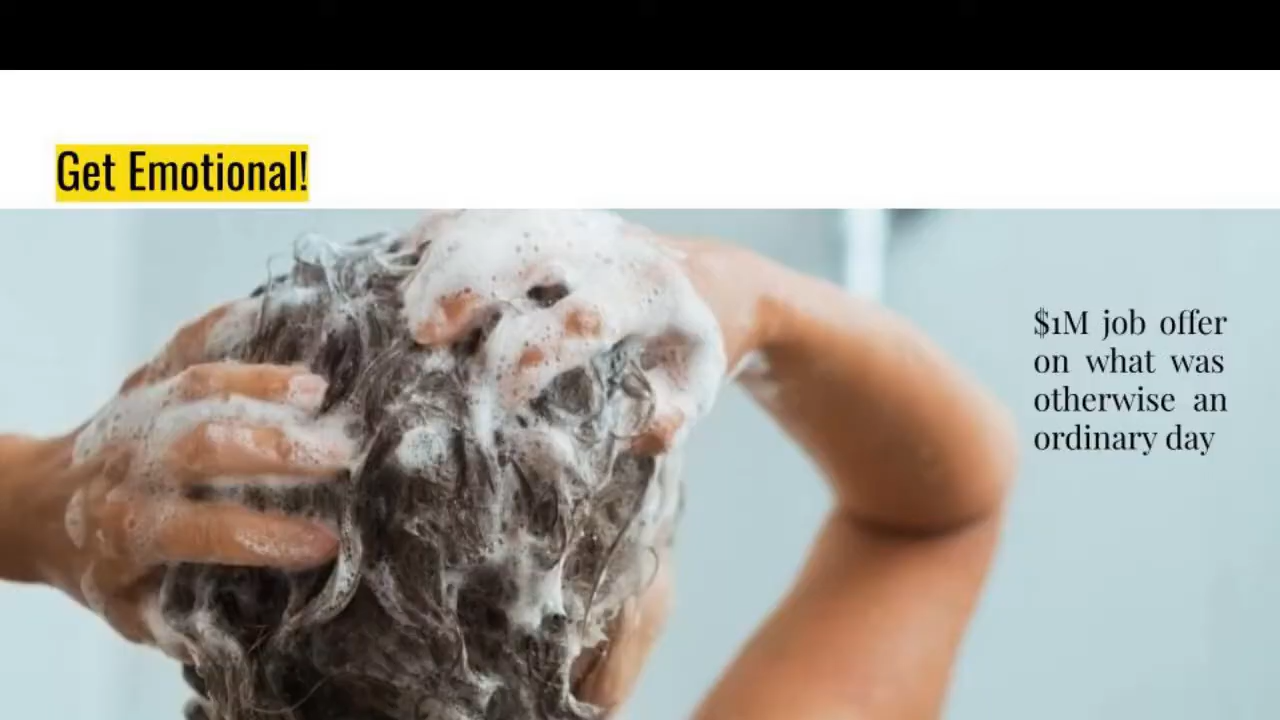 Get Emotional!
$1M job offer
on what was
otherwise an
ordinary day